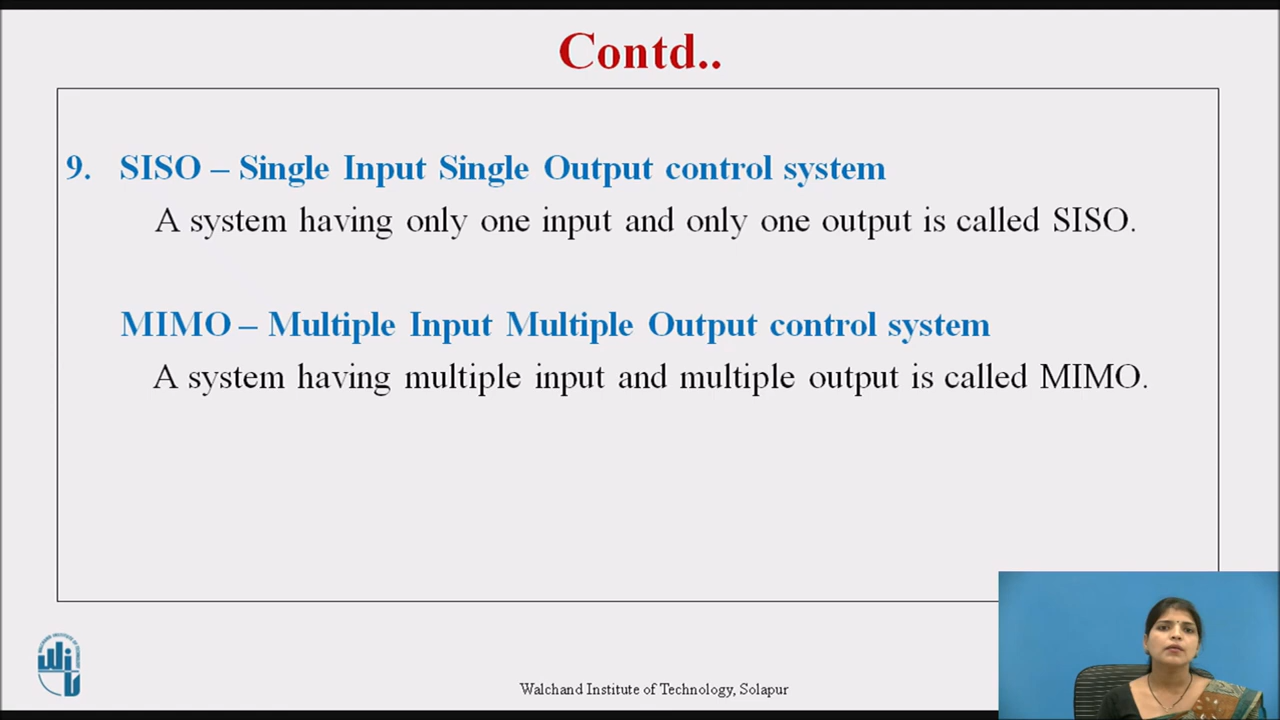 Contd..
9. SISO – Single Input Single Output control system
A system having only one input and only one output is called SISO.
MIMO – Multiple Input Multiple Output control system
A system having multiple input and multiple output is called MIMO.
Walchand Institute of Technology, Solapur